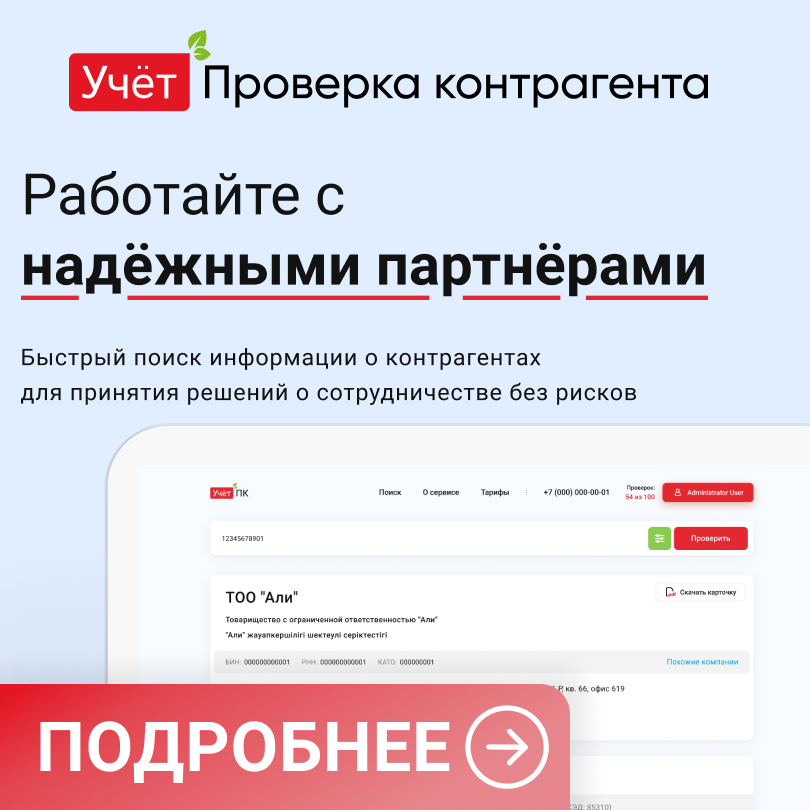 Учёт Проверка контрагента
Работайте с
надёжными партнёрами
Быстрый поиск информации о контрагентах
для принятия решений о сотрудничестве без рисков
Учёт ПК Поиск О сервисе Тарифы +7 (000) 000-00-01 Проверок: 54 из 100 Administrator User
12345678901 Проверить
ТОО "Али" Скачать карточку
Товарищество с ограниченной ответственностью "Али"
"Али" жауапкершілігі шектеулі серіктестігі
БИН: 000000000001 РНН: 000000000001 КАТО: 000000001 Похожие компании
кв. 66, офис 619
ПОДРОБНЕЕ
85310)